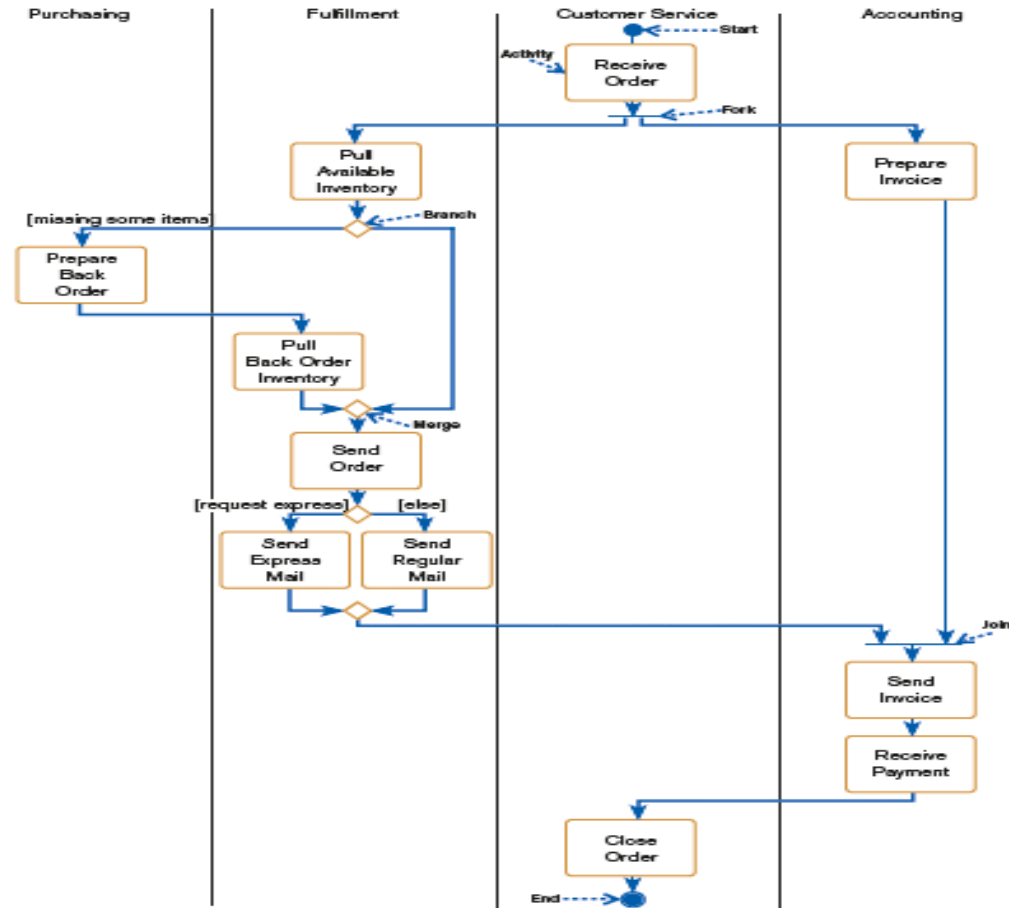 Purchasing
Fulfillment
Customer Service
Accounting
Start
Activity
Receive
Order
Fork
Pull
Available
Inventory
Prepare
Invoice
Branch
[missing some items]
Prepare
Back
Order
Pull
Back Order
Inventory
Merge
Send
Order
[request express]
[else]
Send
Express
Mail
Send
Regular
Mail
Join
Send
Invoice
Receive
Payment
Close
Order
End